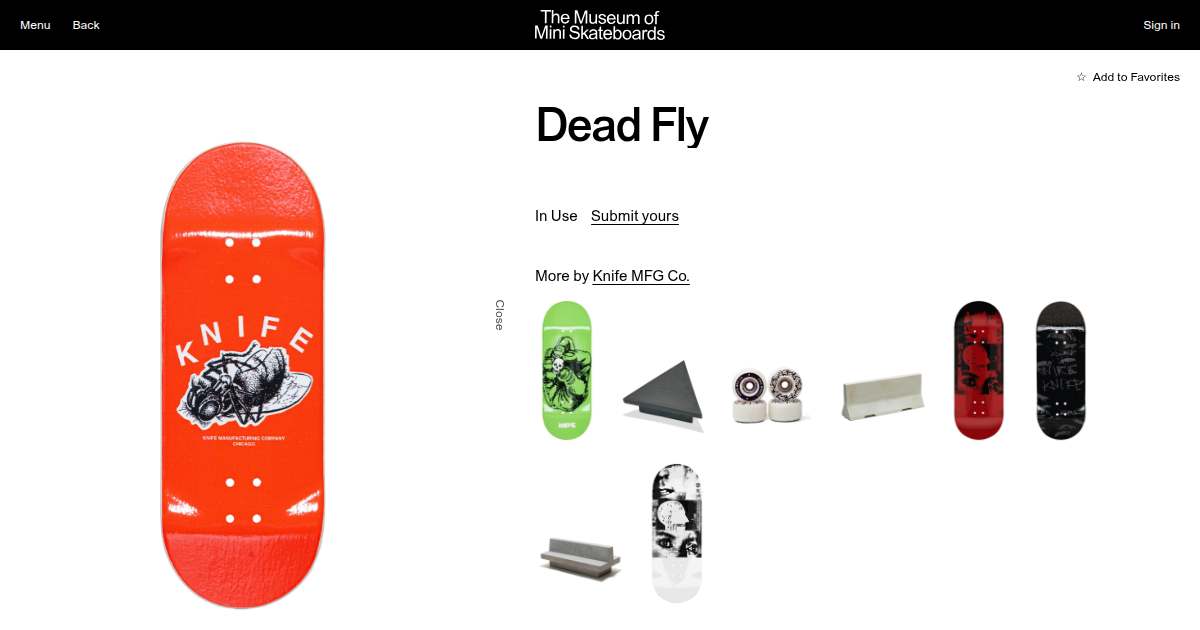 Menu
Back
The Museum of
Mini Skateboards
Sign in
☆ Add to Favorites
Dead Fly
In Use Submit yours
More by Knife MFG Co.
Close
KNIFE
KNIFE MANUFACTURING COMPANY
CHICAGO
KNIFE